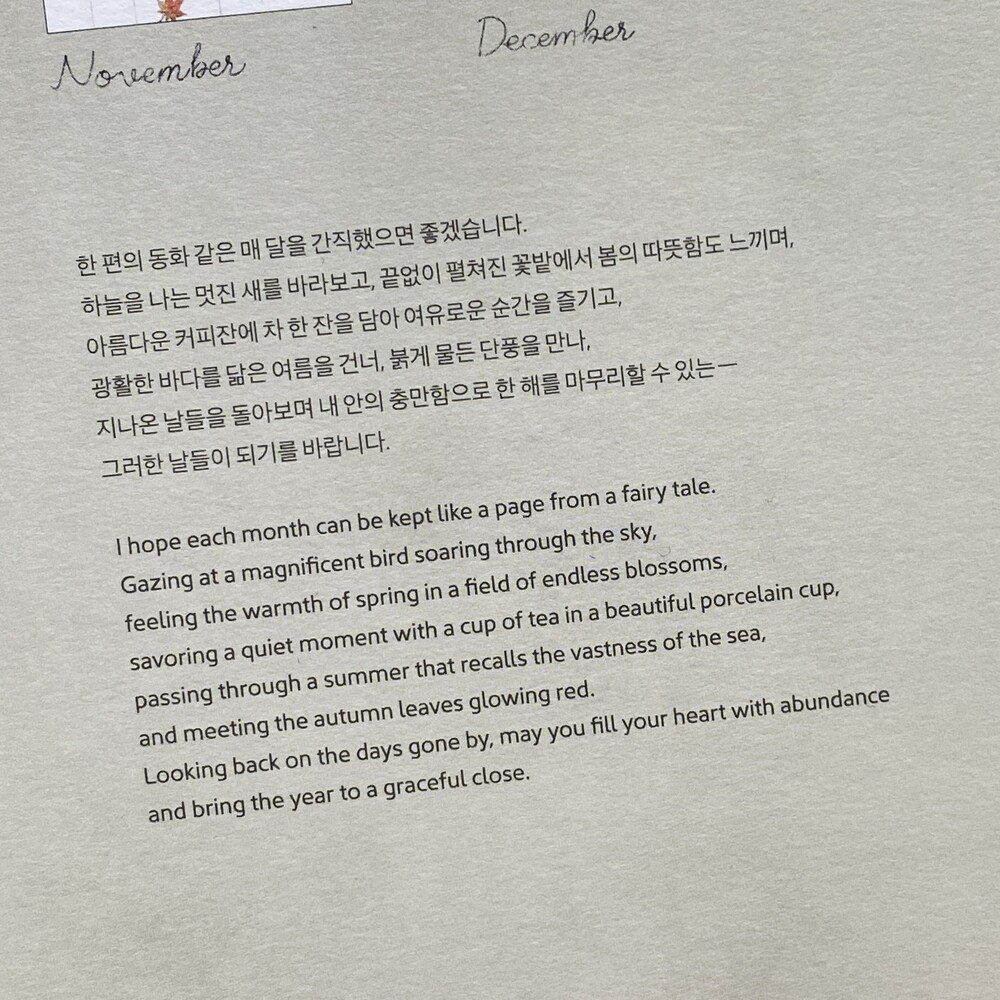 November
December
한 편의 동화 같은 매 달을 간직했으면 좋겠습니다.
하늘을 나는 멋진 새를 바라보고, 끝없이 펼쳐진 꽃밭에서 봄의 따뜻함도 느끼며,
아름다운 커피잔에 차 한 잔을 담아 여유로운 순간을 즐기고,
광활한 바다를 닮은 여름을 건너, 붉게 물든 단풍을 만나,
지나온 날들을 돌아보며 내 안의 충만함으로 한 해를 마무리할 수 있는—
그러한 날들이 되기를 바랍니다.
I hope each month can be kept like a page from a fairy tale.
Gazing at a magnificent bird soaring through the sky,
feeling the warmth of spring in a field of endless blossoms,
savoring a quiet moment with a cup of tea in a beautiful porcelain cup,
passing through a summer that recalls the vastness of the sea,
and meeting the autumn leaves glowing red.
Looking back on the days gone by, may you fill your heart with abundance
and bring the year to a graceful close.